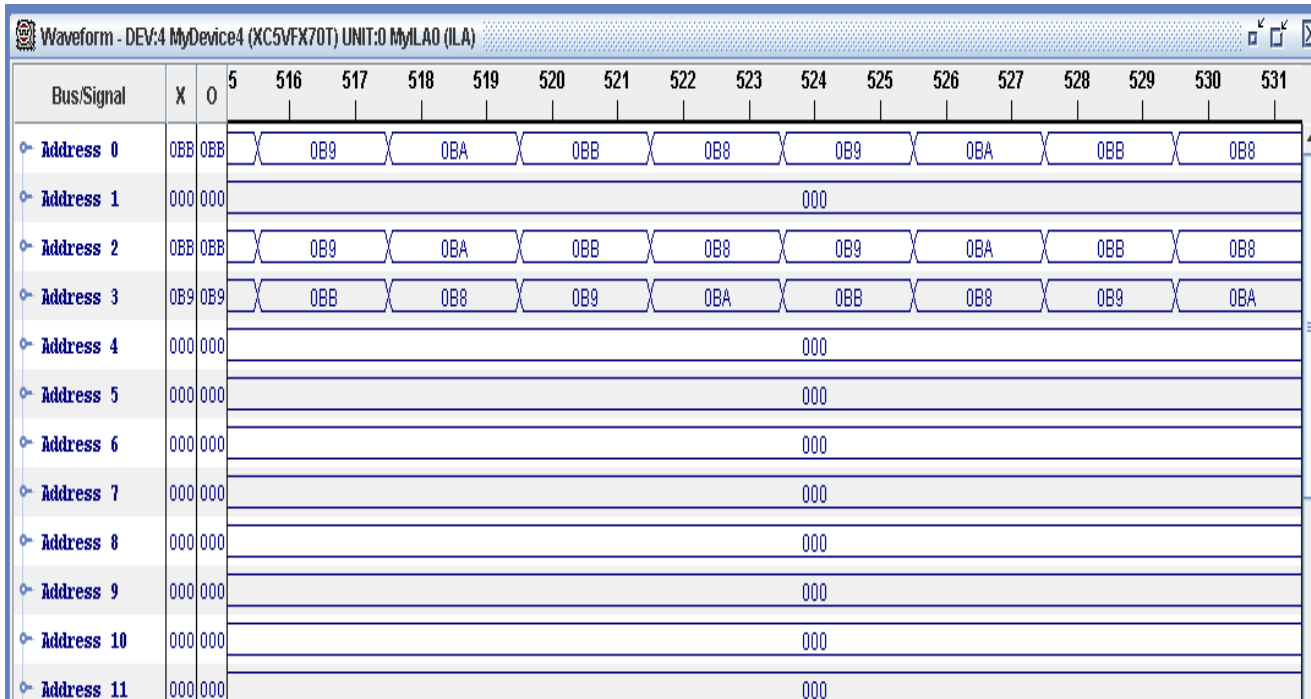 Waveform - DEV:4 MyDevice4 (XC5VFX70T) UNIT:0 MyILA0 (ILA)
Bus/Signal X O 5 516 517 518 519 520 521 522 523 524 525 526 527 528 529 530 531
Address 0 0BB 0BB 0B9 0BA 0BB 0B8 0B9 0BA 0BB 0B8
Address 1 000 000 000
Address 2 0BB 0BB 0B9 0BA 0BB 0B8 0B9 0BA 0BB 0B8
Address 3 0B9 0B9 0BB 0B8 0B9 0BA 0BB 0B8 0B9 0BA
Address 4 000 000 000
Address 5 000 000 000
Address 6 000 000 000
Address 7 000 000 000
Address 8 000 000 000
Address 9 000 000 000
Address 10 000 000 000
Address 11 000 000 000